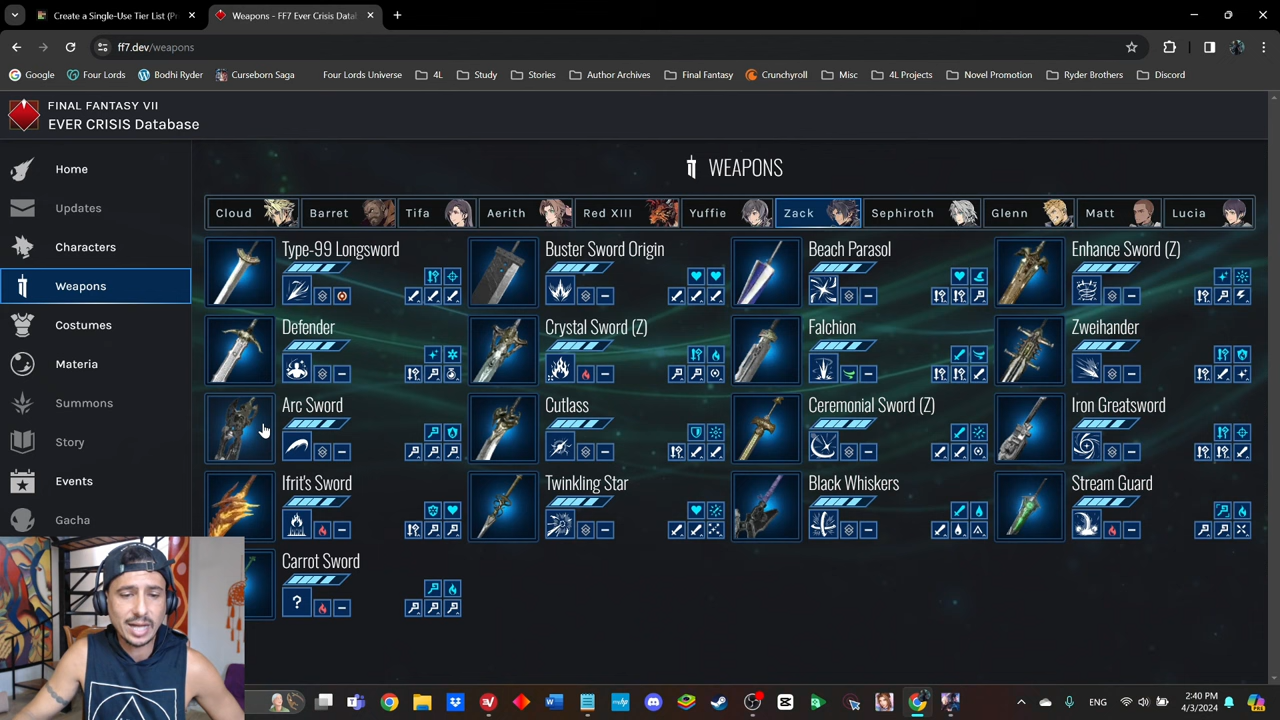 Create a Single-Use Tier List (P
Weapons - FF7 Ever Crisis Datab
ff7.dev/weapons
Google
Four Lords
Bodhi Ryder
Curseborn Saga
Four Lords Universe
4L
Study
Stories
Author Archives
Final Fantasy
Crunchyroll
Misc
4L Projects
Novel Promotion
Ryder Brothers
Discord
FINAL FANTASY VII
EVER CRISIS Database
Home
Updates
Characters
Weapons
Costumes
Materia
Summons
Story
Events
Gacha
WEAPONS
Cloud
Barret
Tifa
Aerith
Red XIII
Yuffie
Zack
Sephiroth
Glenn
Matt
Lucia
Type-99 Longsword
Buster Sword Origin
Beach Parasol
Enhance Sword (Z)
Defender
Crystal Sword (Z)
Falchion
Zweihander
Arc Sword
Cutlass
Ceremonial Sword (Z)
Iron Greatsword
Ifrit's Sword
Twinkling Star
Black Whiskers
Stream Guard
Carrot Sword
?
ENG
2:40 PM
4/3/2024